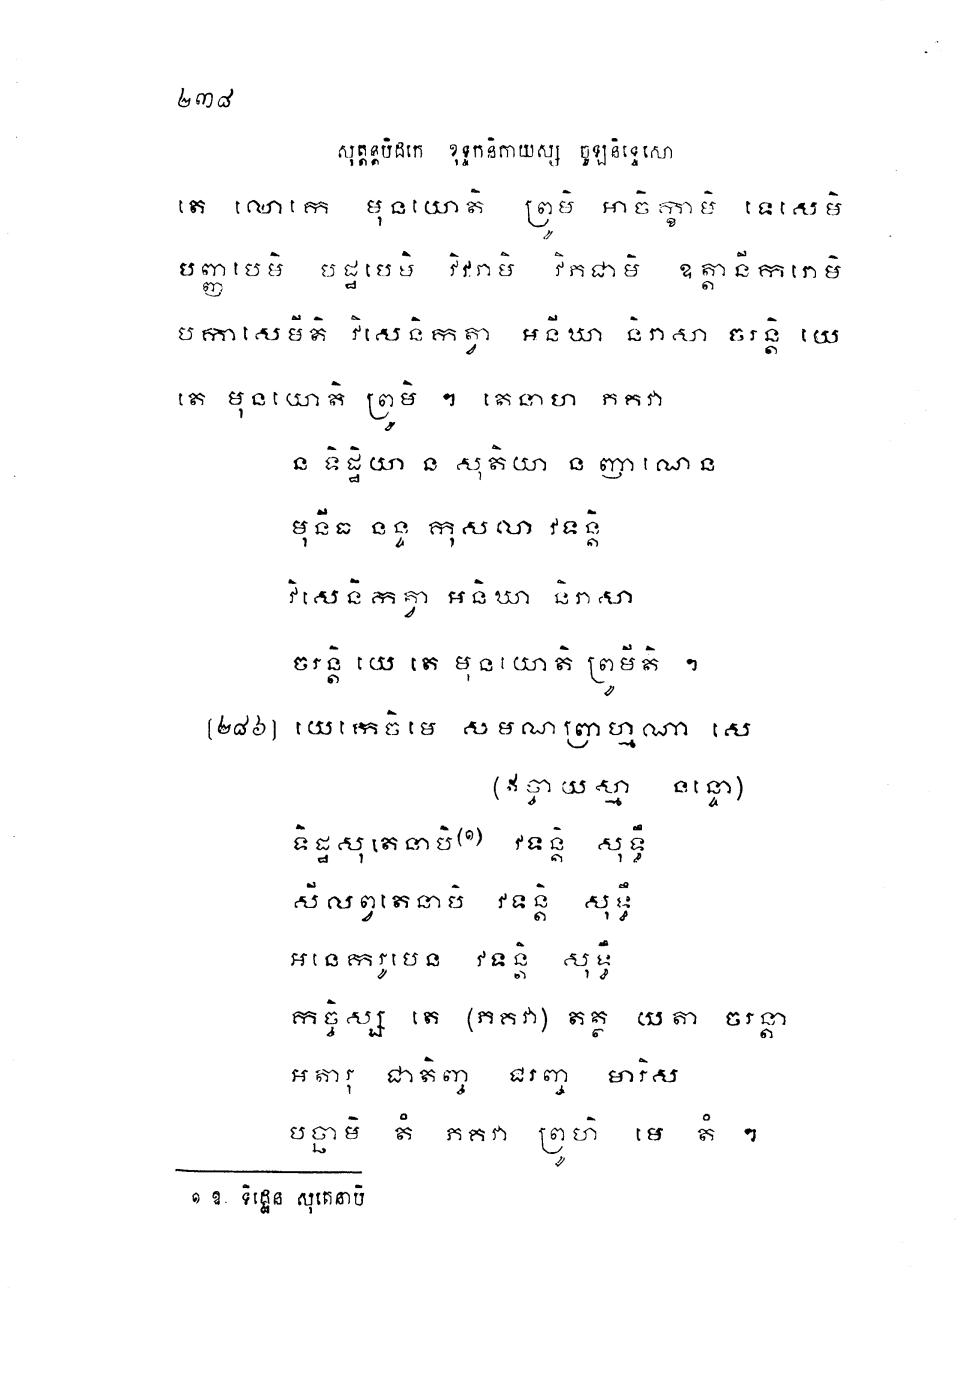 ២៣៨
សុត្តន្តបិដកេ ខុទ្ទកនិកាយស្ស ចូឡនិទ្ទេសោ
តេ លោកេ មុនយោតិ ព្រូមិ អាចិក្ខាមិ ទេសេមិ
បញ្ញាបេមិ បដ្ឋបេមិ វិវរាមិ វិភជាមិ ឧត្តានីករោមិ
បកាសេមីតិ វិសេនិកត្វា អនីឃា និរាសា ចរន្តិ យេ
តេ មុនយោតិ ព្រូមិ ។ តេនាហ ភគវា
ន ទិដ្ឋិយា ន សុតិយា ន ញាណេន
មុនីធ នន្ទ កុសលា វទន្តិ
វិសេនិកត្វា អនិឃា និរាសា
ចរន្តិ យេ តេ មុនយោតិ ព្រូមីតិ ។
[២៨៦] យេកេចិមេ សមណព្រាហ្មណា សេ
(ឥច្ចាយស្មា នន្ទោ)
ទិដ្ឋសុតេនាបិ(១) វទន្តិ សុទ្ធឹ
សីលព្វតេនាបិ វទន្តិ សុទ្ធឹ
អនេករូបេន វទន្តិ សុទ្ធឹ
កច្ចិស្ស តេ (ភគវា) តត្ថ យតា ចរន្តា
អតារុ ជាតិញ្ច ជរញ្ច មារិស
បុច្ឆាមិ តំ ភគវា ព្រូហិ មេ តំ ។
១ ឱ. ទិដ្ឋេន សុតេនាបិ